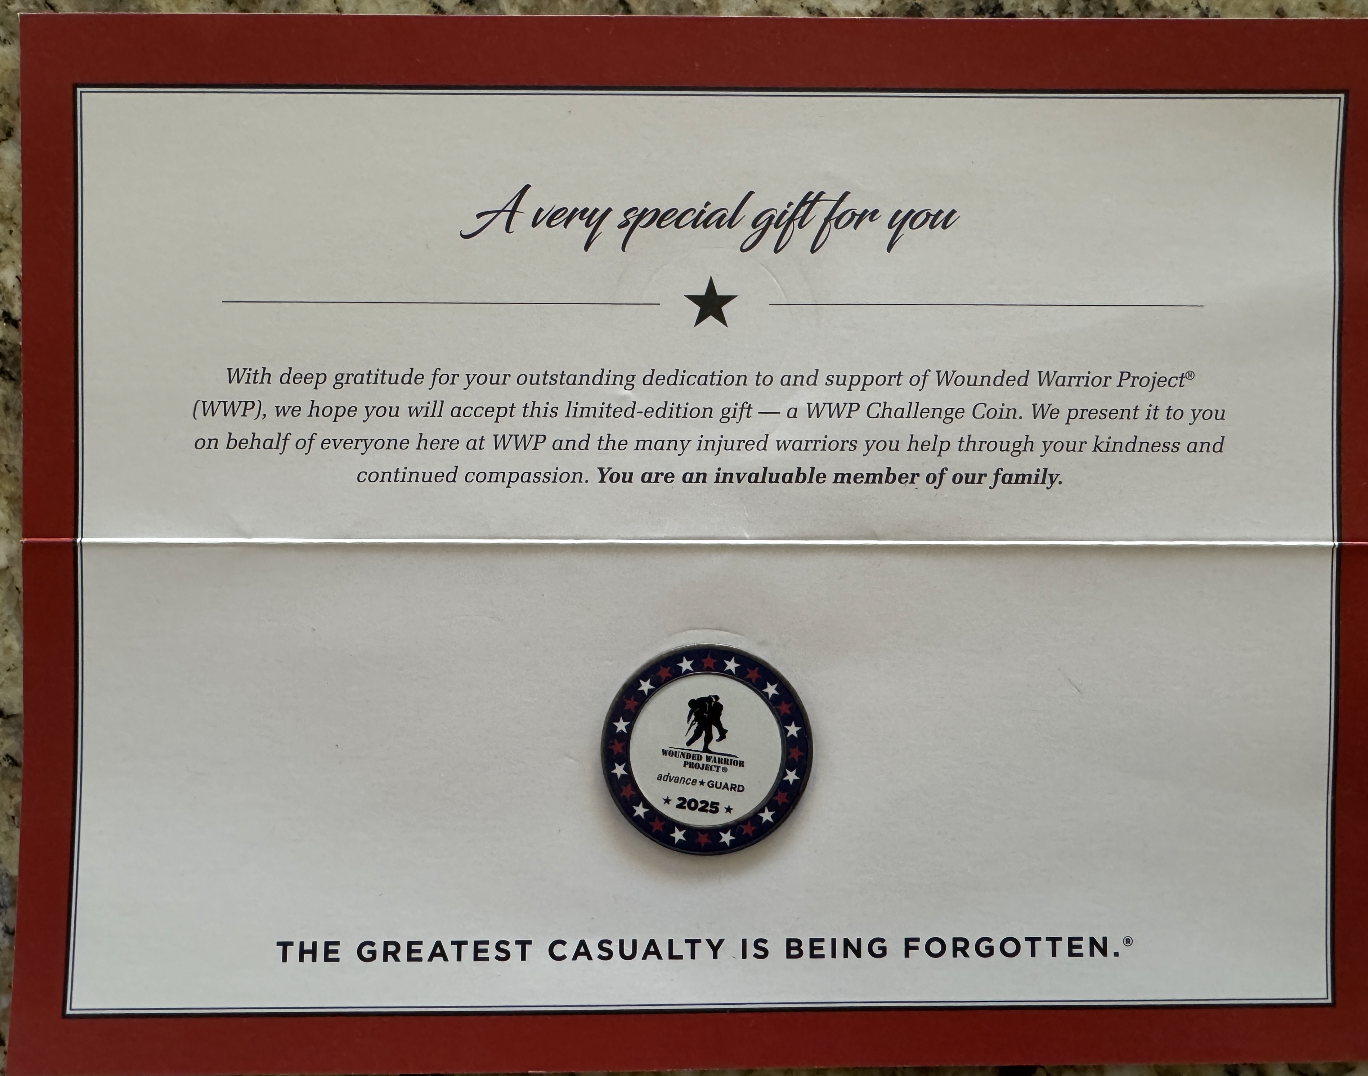 A very special gift for you
With deep gratitude for your outstanding dedication to and support of Wounded Warrior Project®
(WWP), we hope you will accept this limited-edition gift — a WWP Challenge Coin. We present it to you
on behalf of everyone here at WWP and the many injured warriors you help through your kindness and
continued compassion. You are an invaluable member of our family.
WOUNDED WARRIOR
PROJECT®
advance★GUARD
★ 2025 ★
THE GREATEST CASUALTY IS BEING FORGOTTEN.®